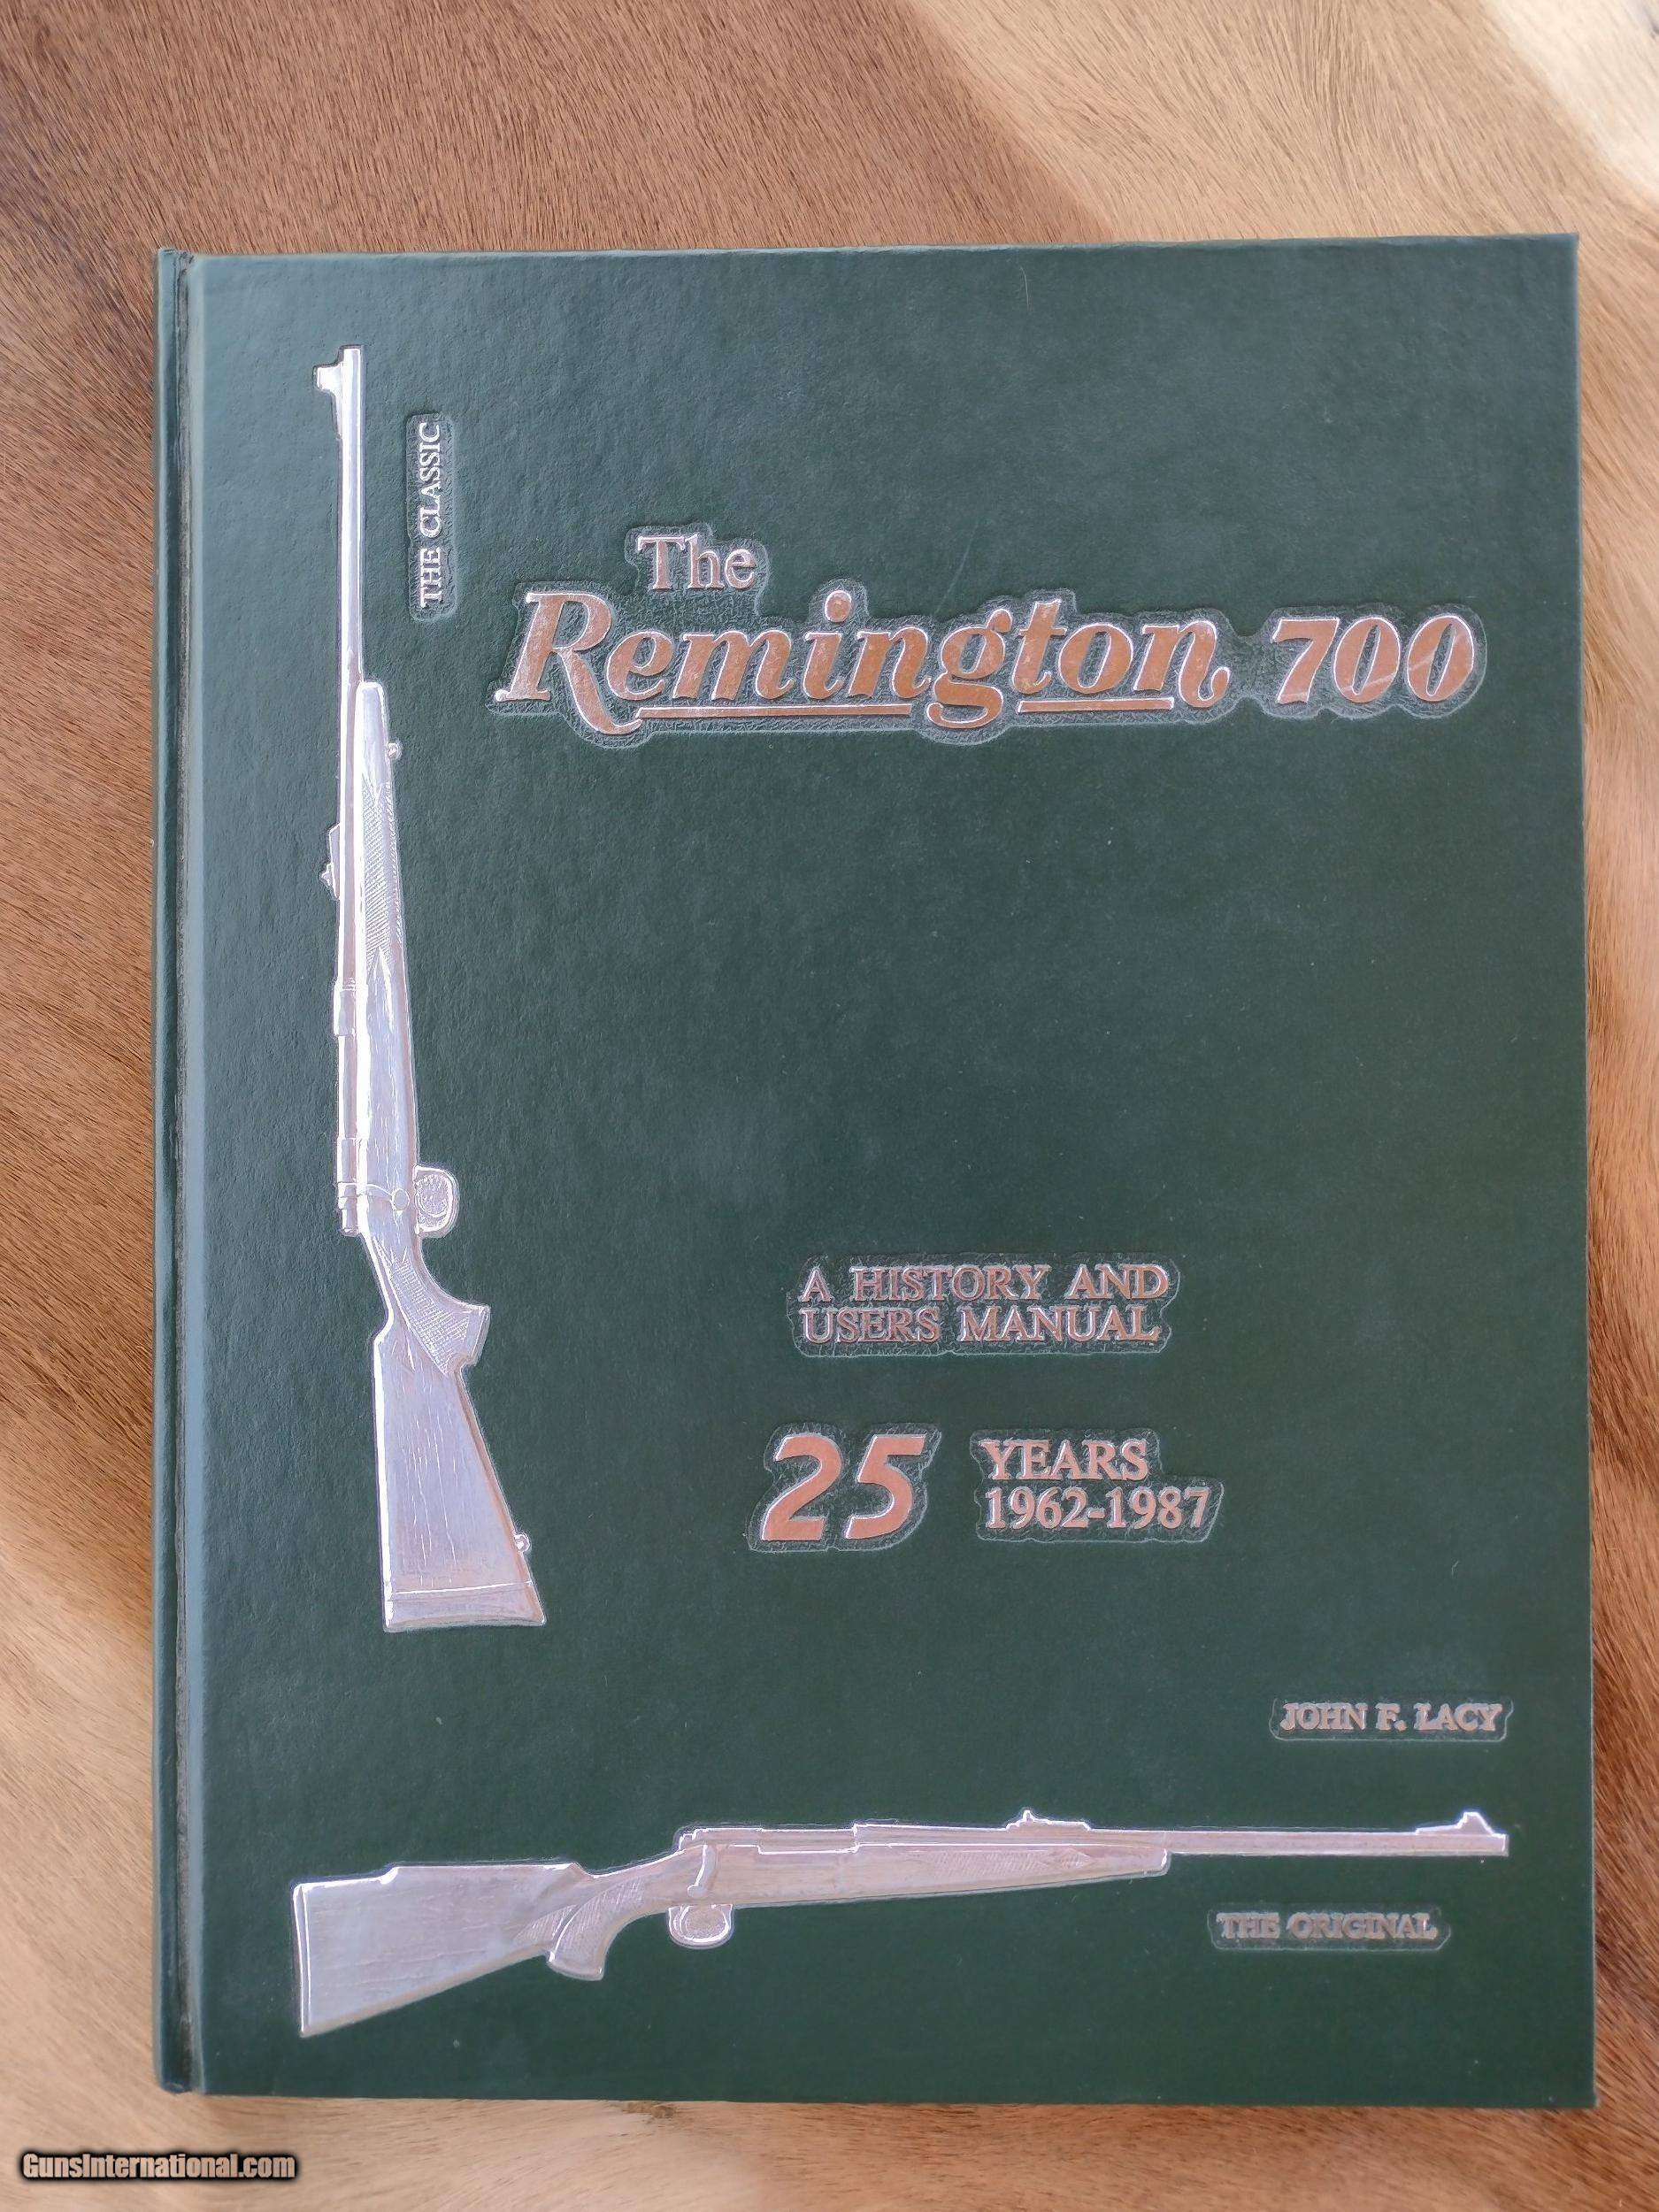 THE CLASSIC
The
Remington 700
A HISTORY AND
USERS MANUAL
25 YEARS
1962-1987
JOHN F. LACY
THE ORIGINAL
GunsInternational.com